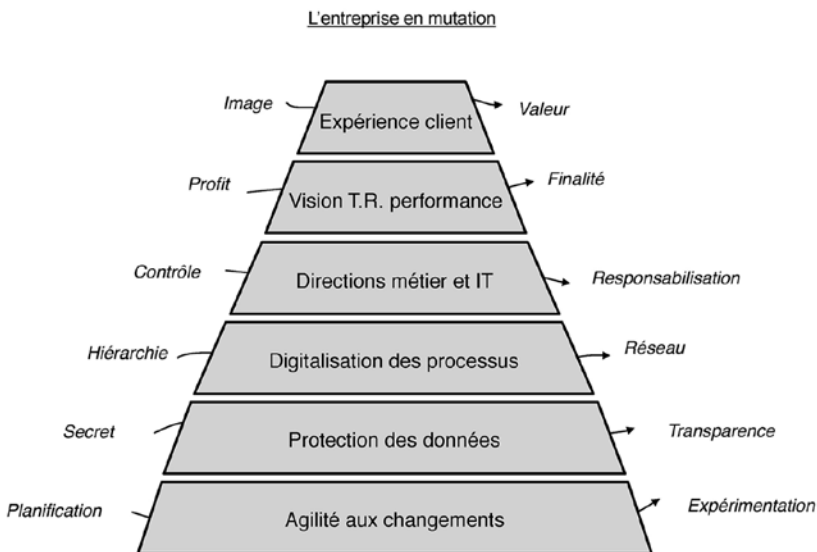 L'entreprise en mutation
Image
Expérience client
Valeur
Profit
Vision T.R. performance
Finalité
Contrôle
Directions métier et IT
Responsabilisation
Hiérarchie
Digitalisation des processus
Réseau
Secret
Protection des données
Transparence
Planification
Agilité aux changements
Expérimentation